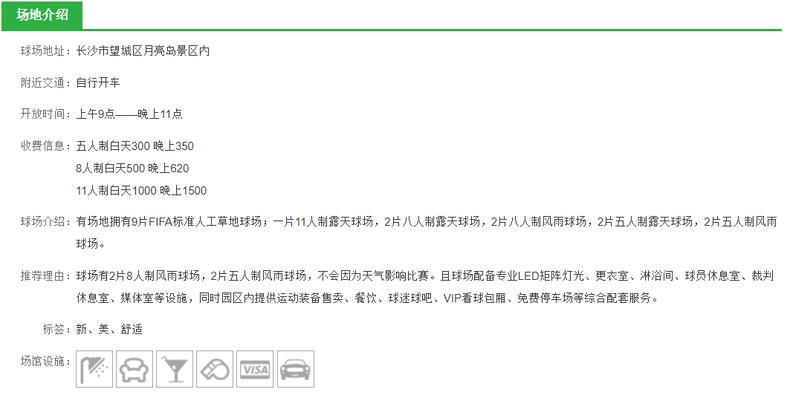 场地介绍
球场地址：长沙市望城区月亮岛景区内
附近交通：自行开车
开放时间：上午9点——晚上11点
收费信息：五人制白天300 晚上350
8人制白天500 晚上620
11人制白天1000 晚上1500
球场介绍：有场地拥有9片FIFA标准人工草地球场；一片11人制露天球场，2片八人制露天球场，2片八人制风雨球场，2片五人制露天球场，2片五人制风雨
球场。
推荐理由：球场有2片8人制风雨球场，2片五人制风雨球场，不会因为天气影响比赛。且球场配备专业LED矩阵灯光、更衣室、淋浴间、球员休息室、裁判
休息室、媒体室等设施，同时园区内提供运动装备售卖、餐饮、球迷球吧、VIP看球包厢、免费停车场等综合配套服务。
标签：新、美、舒适
场馆设施：
VISA